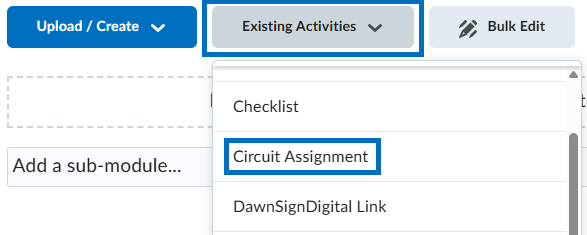 Upload / Create
Existing Activities
Bulk Edit
Checklist
Circuit Assignment
Add a sub-module...
DawnSignDigital Link